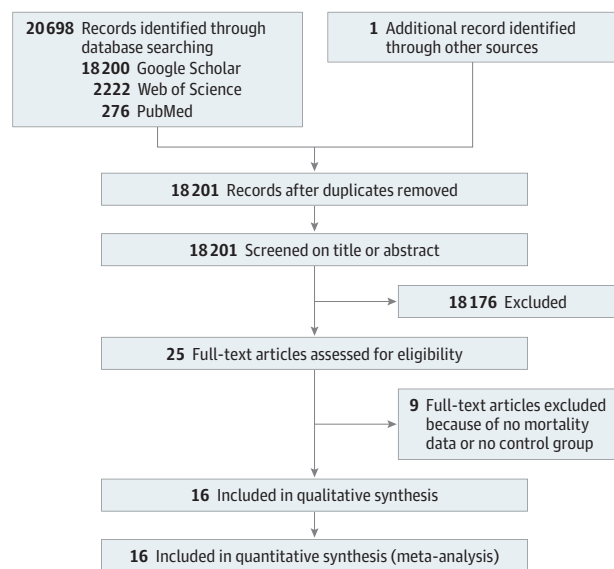 20698 Records identified through
database searching
18200 Google Scholar
2222 Web of Science
276 PubMed
1 Additional record identified
through other sources
18201 Records after duplicates removed
18201 Screened on title or abstract
18176 Excluded
25 Full-text articles assessed for eligibility
9 Full-text articles excluded
because of no mortality
data or no control group
16 Included in qualitative synthesis
16 Included in quantitative synthesis (meta-analysis)